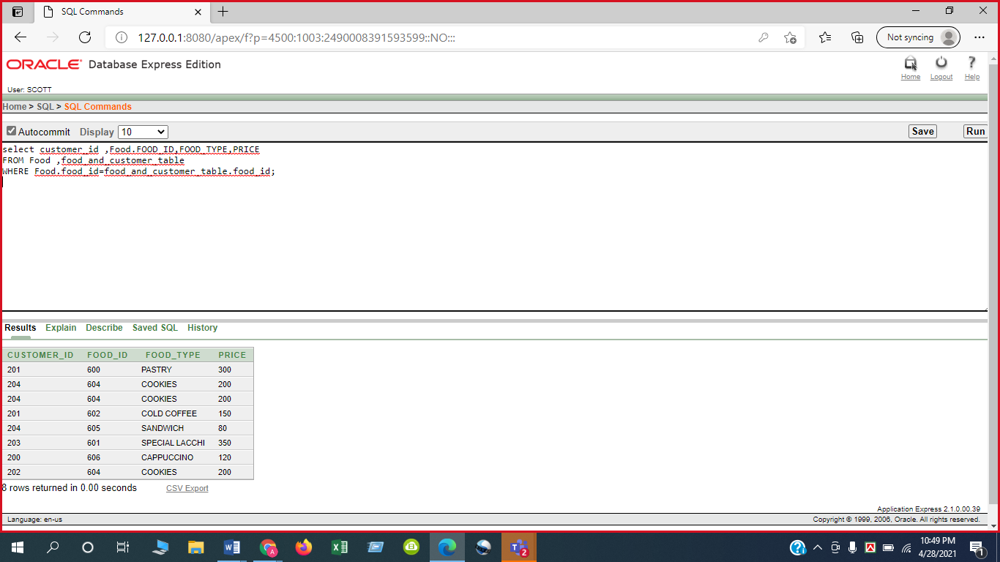 SQL Commands
127.0.0.1:8080/apex/f?p=4500:1003:2490008391593599::NO:::
Not syncing
ORACLE Database Express Edition
Home Logout Help
User: SCOTT
Home > SQL > SQL Commands
Autocommit Display 10 Save Run
select customer_id ,Food.FOOD_ID,FOOD_TYPE,PRICE
FROM Food ,food_and_customer_table
WHERE Food.food_id=food_and_customer_table.food_id;
Results Explain Describe Saved SQL History
CUSTOMER_ID FOOD_ID FOOD_TYPE PRICE
201 600 PASTRY 300
204 604 COOKIES 200
204 604 COOKIES 200
201 602 COLD COFFEE 150
204 605 SANDWICH 80
203 601 SPECIAL LACCHI 350
200 606 CAPPUCCINO 120
202 604 COOKIES 200
8 rows returned in 0.00 seconds CSV Export
Application Express 2.1.0.00.39
Language: en-us Copyright © 1999, 2006, Oracle. All rights reserved.
10:49 PM
4/28/2021
2
1